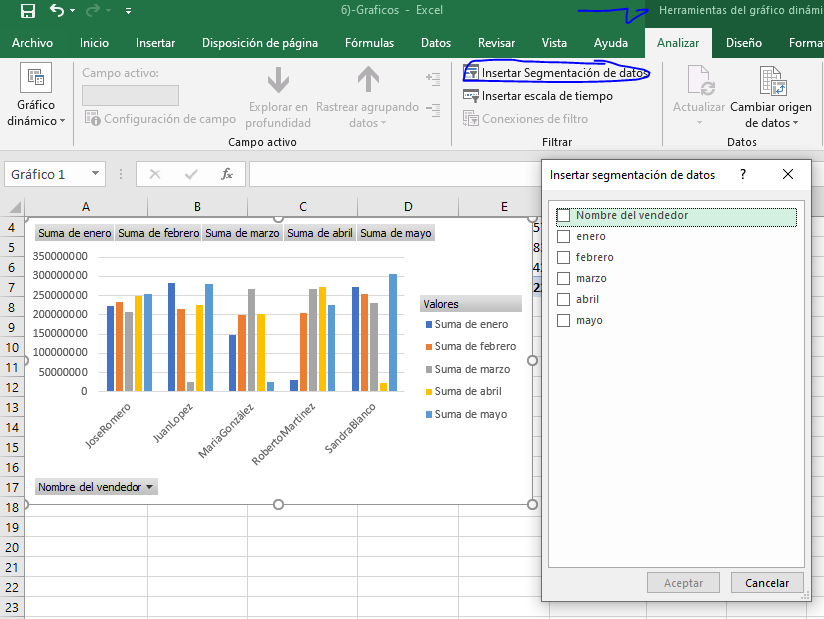 6)-Graficos - Excel
Herramientas del gráfico dinámi
Archivo Inicio Insertar Disposición de página Fórmulas Datos Revisar Vista Ayuda Analizar Diseño Format
Gráfico
dinámico
Campo activo:
Configuración de campo
Explorar en
profundidad
Rastrear agrupando
datos
Campo activo
Insertar Segmentación de datos
Insertar escala de tiempo
Conexiones de filtro
Filtrar
Actualizar
Cambiar origen
de datos
Datos
Gráfico 1
fx
A B C D E
4
5
6
7
8
9
10
11
12
13
14
15
16
17
18
19
20
21
22
23
Suma de enero Suma de febrero Suma de marzo Suma de abril Suma de mayo
350000000
300000000
250000000
200000000
150000000
100000000
50000000
0
JoseRomero
JuanLopez
MariaGonzález
RobertoMartinez
SandraBlanco
Valores
Suma de enero
Suma de febrero
Suma de marzo
Suma de abril
Suma de mayo
Nombre del vendedor
Insertar segmentación de datos ?
Nombre del vendedor
enero
febrero
marzo
abril
mayo
Aceptar Cancelar